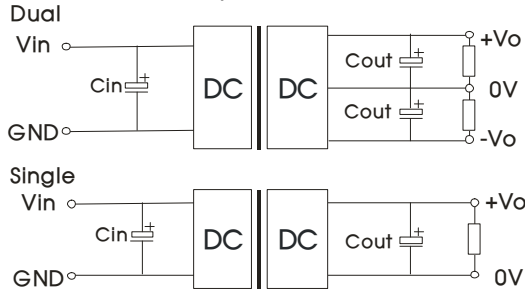 Dual
Vin
+Vo
Cout
Cin
DC
DC
0V
Cout
GND
-Vo
Single
Vin
+Vo
Cin
DC
DC
Cout
GND
0V